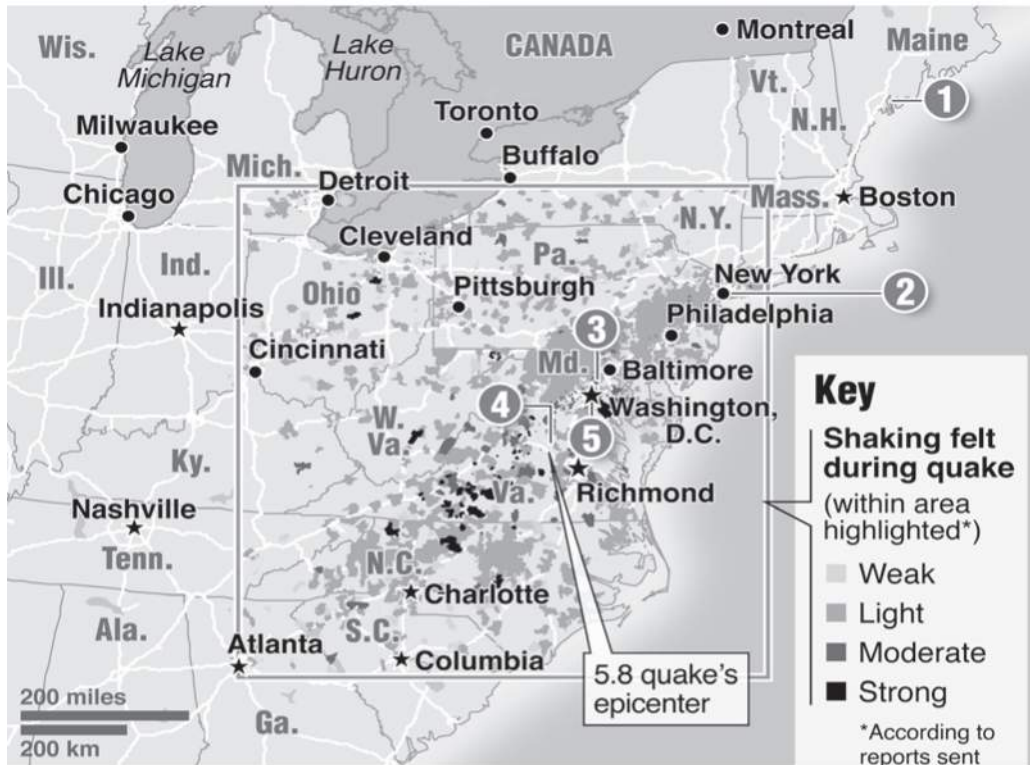 Wis.
Lake
Michigan
Lake
Huron
CANADA
Montreal
Maine
Vt.
N.H.
1
Milwaukee
Toronto
Buffalo
Mich.
Detroit
Chicago
Mass.
Boston
N.Y.
Cleveland
Pa.
Ill.
Ind.
Ohio
Pittsburgh
New York
2
Indianapolis
Philadelphia
3
Cincinnati
Md.
Baltimore
4
W.
Va.
Washington,
D.C.
5
Ky.
Va.
Richmond
Nashville
Tenn.
N.C.
Charlotte
Ala.
S.C.
Atlanta
Columbia
5.8 quake's
epicenter
Ga.
200 miles
200 km
Key
Shaking felt
during quake
(within area
highlighted*)
Weak
Light
Moderate
Strong
*According to
reports sent